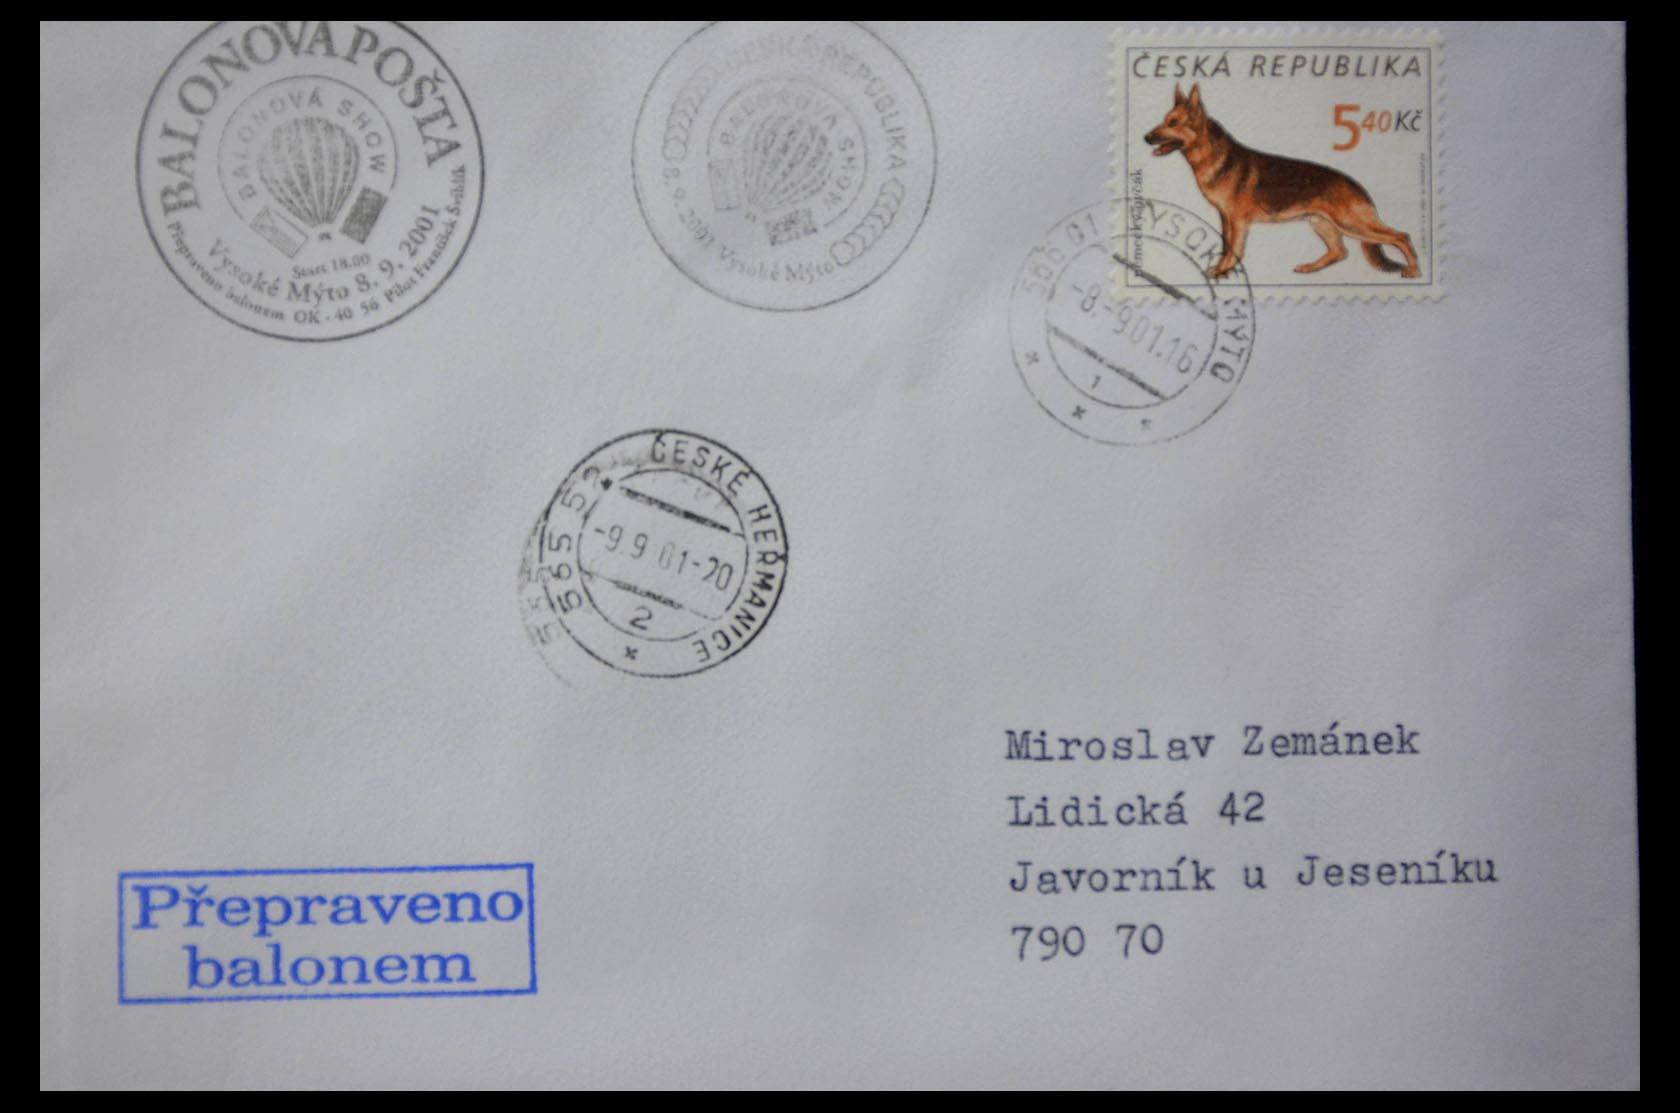 BALONOVÁ POŠTA
BALONOVÁ SHOW
Start 18.00
Vysoké Mýto 8. 9. 2001
Přepraveno balonem OK - 40 56 Pilot František
ČESKÁ REPUBLIKA
BALONOVÁ SHOW
8. 9. 2001 Vysoké Mýto
ČESKÁ REPUBLIKA
5 40 Kč
německý ovčák
566 01 VYSOKÉ MÝTO
-8.-9.01.16
1
565 52 ČESKÉ HEŘMANICE
-9.9 01-20
2
Miroslav Zemánek
Lidická 42
Javorník u Jeseníku
790 70
Přepraveno
balonem